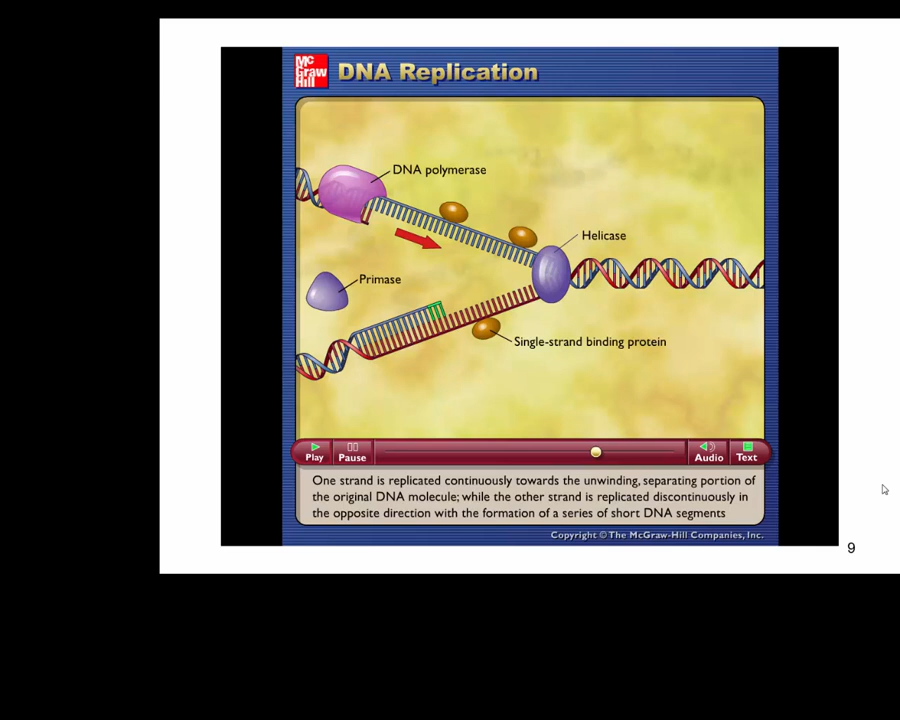 Mc
Graw
Hill
DNA Replication
DNA polymerase
Helicase
Primase
Single-strand binding protein
Play
Pause
Audio
Text
One strand is replicated continuously towards the unwinding, separating portion of
the original DNA molecule; while the other strand is replicated discontinuously in
the opposite direction with the formation of a series of short DNA segments
Copyright © The McGraw-Hill Companies, Inc.
9